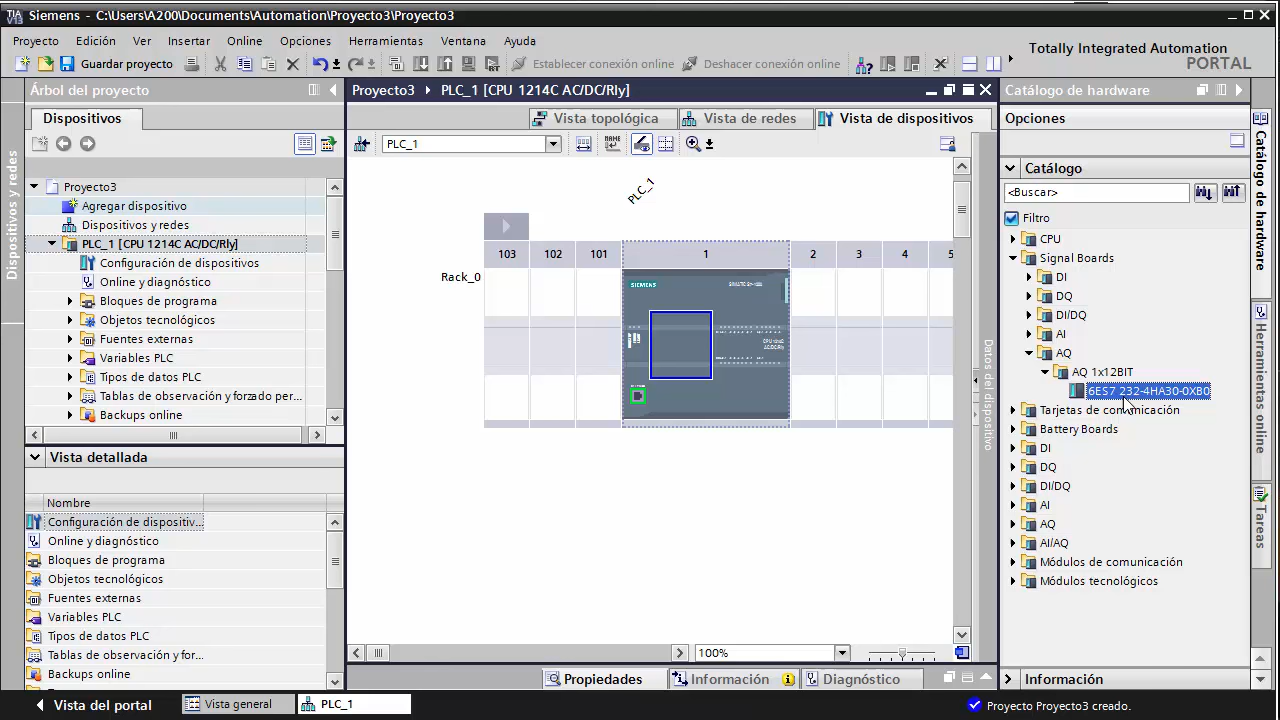 Siemens - C:\Users\A200\Documents\Automation\Proyecto3\Proyecto3
Proyecto Edición Ver Insertar Online Opciones Herramientas Ventana Ayuda
Totally Integrated Automation
PORTAL
Guardar proyecto
Establecer conexión online
Deshacer conexión online
Árbol del proyecto
Dispositivos
Dispositivos y redes
Proyecto3
Agregar dispositivo
Dispositivos y redes
PLC_1 [CPU 1214C AC/DC/Rly]
Configuración de dispositivos
Online y diagnóstico
Bloques de programa
Objetos tecnológicos
Fuentes externas
Variables PLC
Tipos de datos PLC
Tablas de observación y forzado per...
Backups online
Vista detallada
Nombre
Configuración de dispositiv...
Online y diagnóstico
Bloques de programa
Objetos tecnológicos
Fuentes externas
Variables PLC
Tipos de datos PLC
Tablas de observación y for...
Backups online
Proyecto3 PLC_1 [CPU 1214C AC/DC/Rly]
Vista topológica Vista de redes Vista de dispositivos
PLC_1
PLC_1
103 102 101 1 2 3 4 5
Rack_0
SIEMENS
SIMATIC S7-1200
CPU 1214C
AC/DC/RLY
100%
Datos del dispositivo
Propiedades Información Diagnóstico
Catálogo de hardware
Opciones
Catálogo
<Buscar>
Filtro
CPU
Signal Boards
DI
DQ
DI/DQ
AI
AQ
AQ 1x12BIT
6ES7 232-4HA30-0XB0
Tarjetas de comunicación
Battery Boards
DI
DQ
DI/DQ
AI
AQ
AI/AQ
Módulos de comunicación
Módulos tecnológicos
Información
Catálogo de hardware
Herramientas online
Tareas
Vista del portal
Vista general
PLC_1
Proyecto Proyecto3 creado.